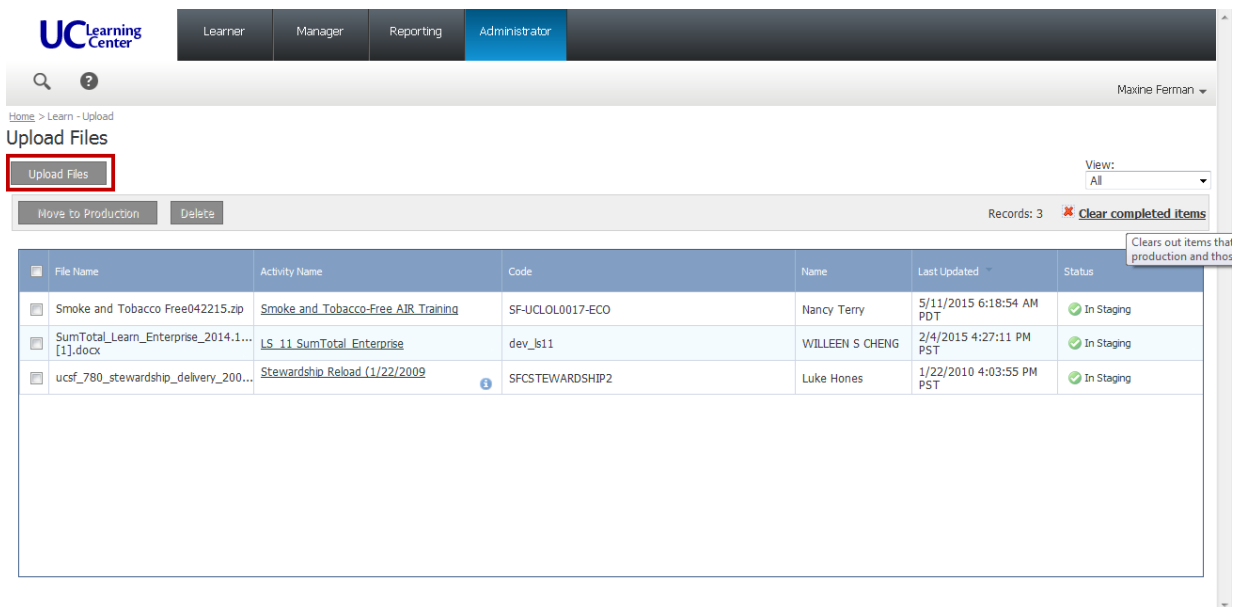 UC Learning Center
Learner
Manager
Reporting
Administrator
Maxine Ferman
Home > Learn - Upload
Upload Files
Upload Files
View:
All
Move to Production
Delete
Records: 3
Clear completed items
Clears out items that
production and thos
File Name
Activity Name
Code
Name
Last Updated
Status
Smoke and Tobacco Free042215.zip
Smoke and Tobacco-Free AIR Training
SF-UCLOL0017-ECO
Nancy Terry
5/11/2015 6:18:54 AM
PDT
In Staging
SumTotal_Learn_Enterprise_2014.1...
[1].docx
LS 11 SumTotal Enterprise
dev_ls11
WILLEEN S CHENG
2/4/2015 4:27:11 PM
PST
In Staging
ucsf_780_stewardship_delivery_200...
Stewardship Reload (1/22/2009
SFCSTEWARDSHIP2
Luke Hones
1/22/2010 4:03:55 PM
PST
In Staging